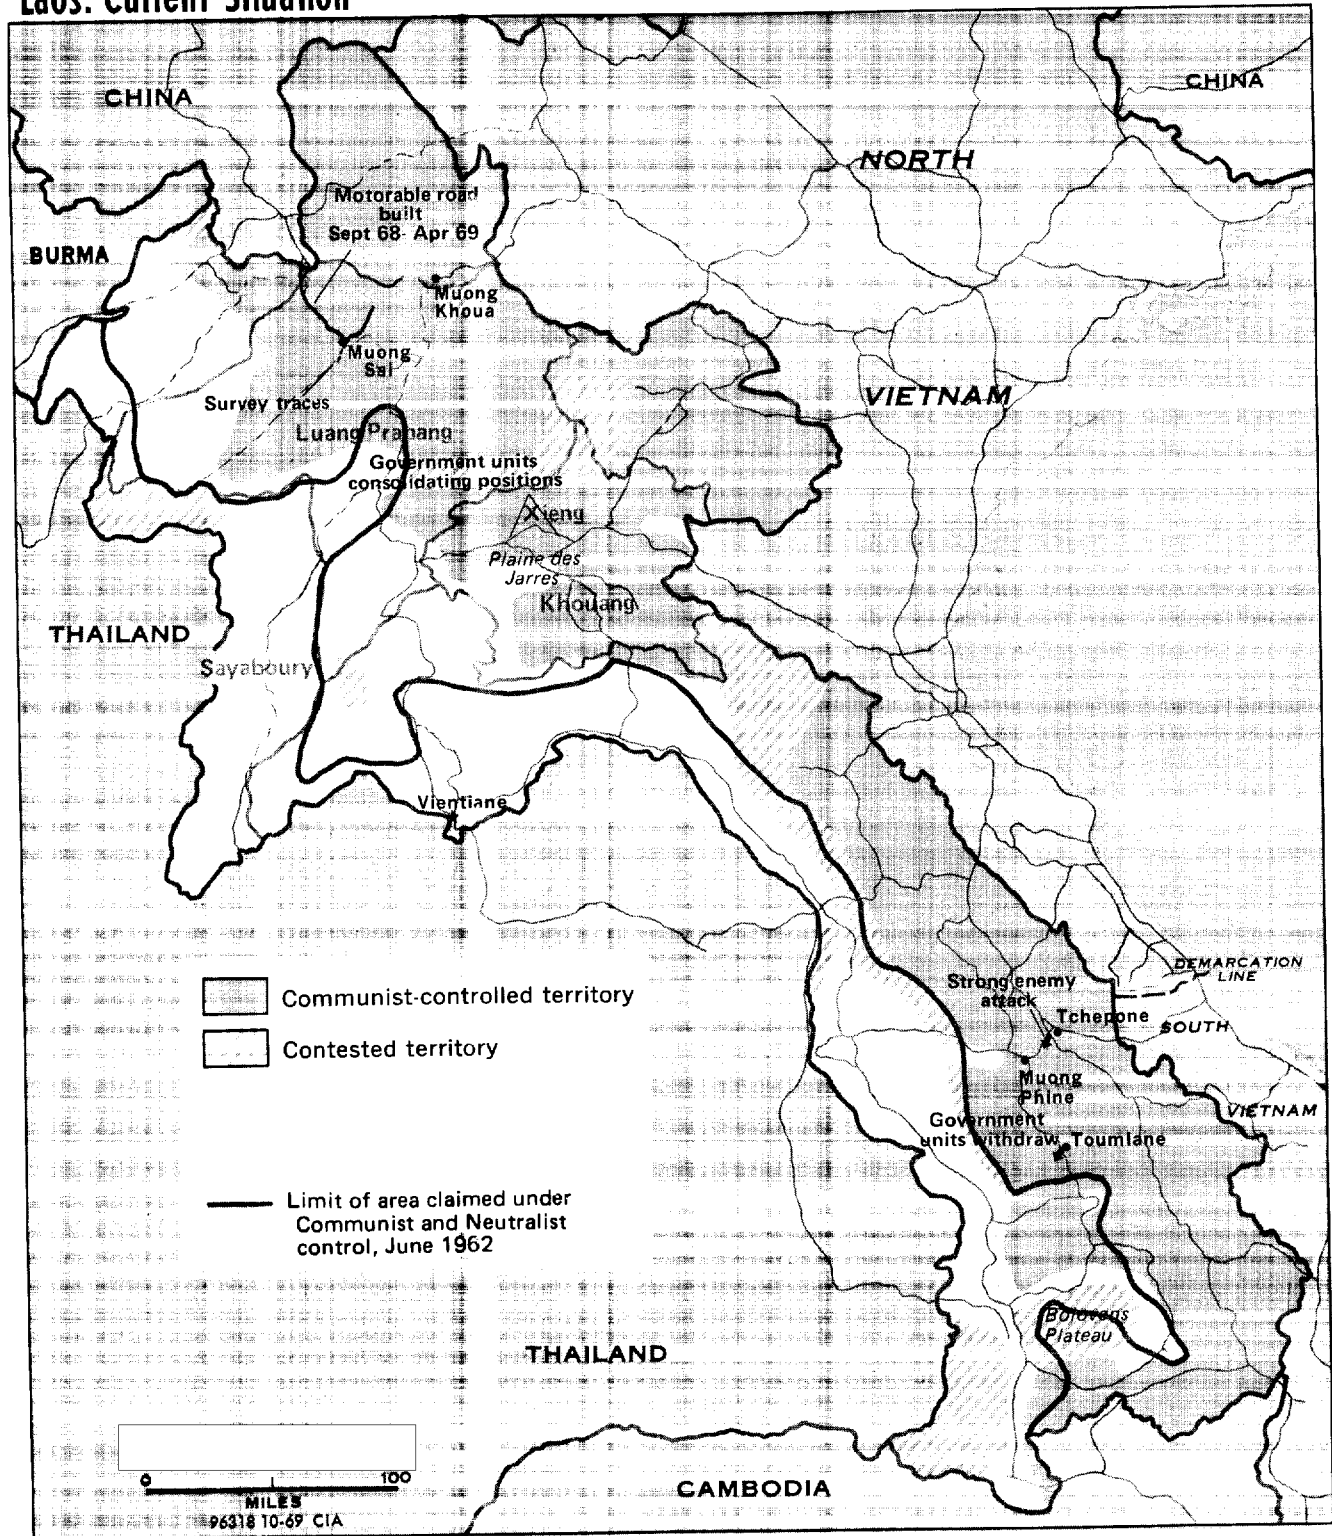 Laos: Current Situation
CHINA
CHINA
NORTH
Motorable road
built
Sept 68- Apr 69
BURMA
Muong
Khoua
Muong
Sai
VIETNAM
Survey traces
Luang Prabang
Government units
consolidating positions
Xieng
Plaine des
Jarres
Khouang
THAILAND
Sayaboury
Vientiane
DEMARCATION
LINE
Strong enemy
attack
Communist-controlled territory
Tchepone
SOUTH
Contested territory
Muong
Phine
VIETNAM
Government
units withdraw
Toumlane
Limit of area claimed under
Communist and Neutralist
control, June 1962
Bolovens
Plateau
THAILAND
0 100
MILES
CAMBODIA
96318 10-69 CIA